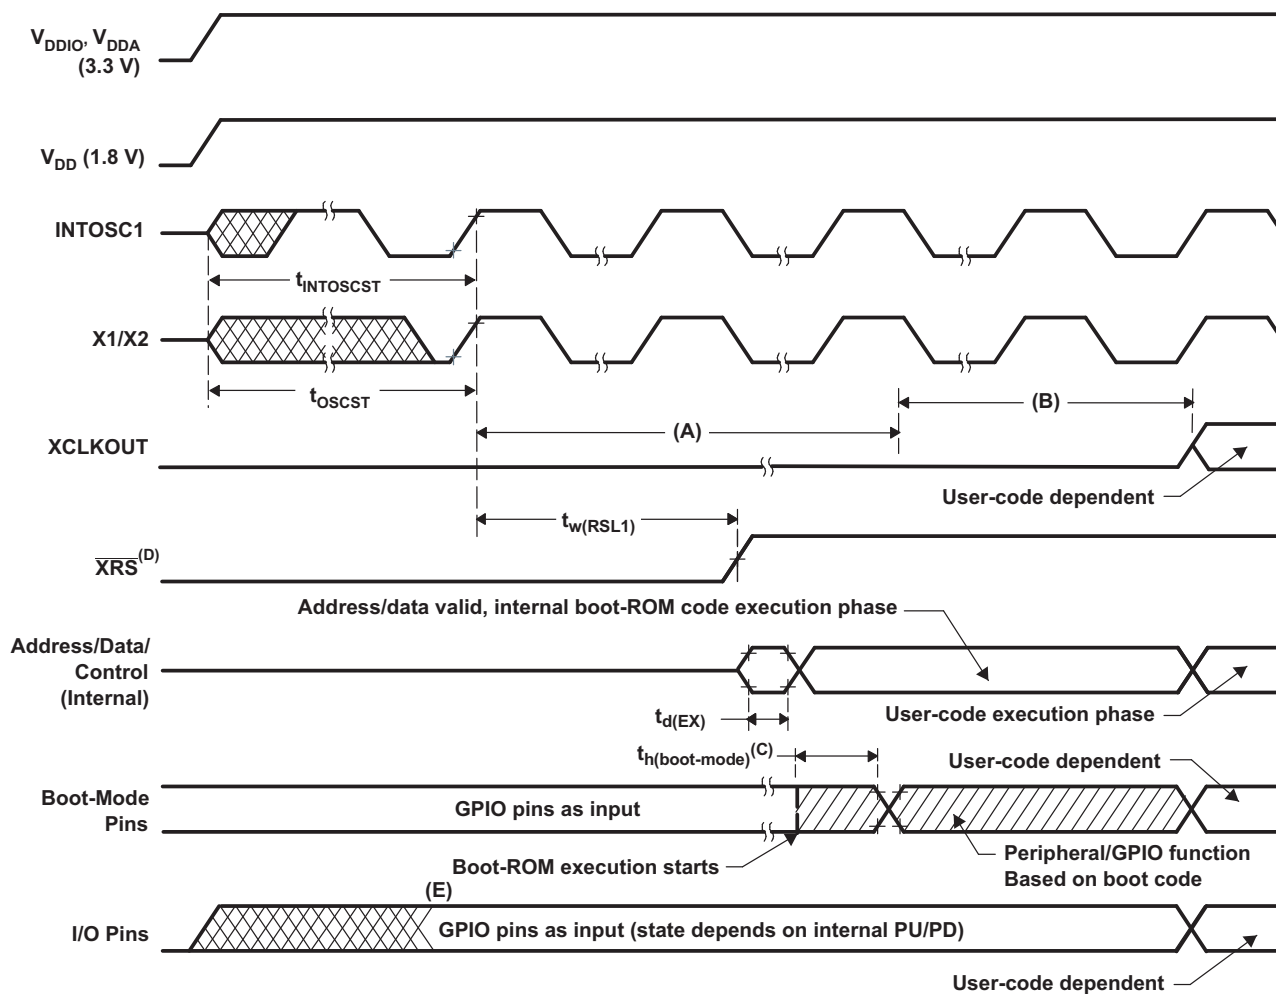 VDDIO, VDDA
(3.3 V)
VDD (1.8 V)
INTOSC1
tINTOSCST
X1/X2
tOSCST
(B)
(A)
XCLKOUT
User-code dependent
tw(RSL1)
XRS(D)
Address/data valid, internal boot-ROM code execution phase
Address/Data/
Control
(Internal)
td(EX)
User-code execution phase
th(boot-mode)(C)
User-code dependent
Boot-Mode
Pins
GPIO pins as input
Boot-ROM execution starts
Peripheral/GPIO function
Based on boot code
(E)
I/O Pins
GPIO pins as input (state depends on internal PU/PD)
User-code dependent